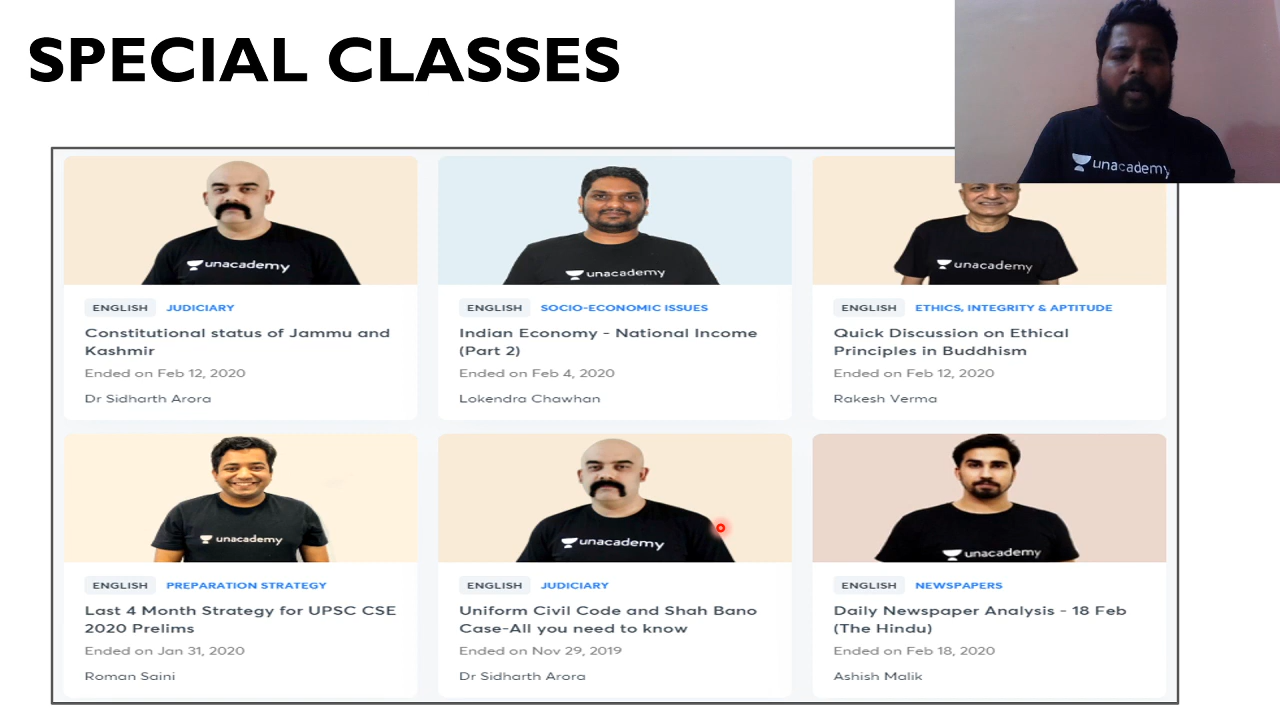 SPECIAL CLASSES
unacademy
unacademy
unacademy
unacademy
ENGLISH JUDICIARY
Constitutional status of Jammu and
Kashmir
Ended on Feb 12, 2020
Dr Sidharth Arora
ENGLISH SOCIO-ECONOMIC ISSUES
Indian Economy - National Income
(Part 2)
Ended on Feb 4, 2020
Lokendra Chawhan
ENGLISH ETHICS, INTEGRITY & APTITUDE
Quick Discussion on Ethical
Principles in Buddhism
Ended on Feb 12, 2020
Rakesh Verma
unacademy
unacademy
unacademy
ENGLISH PREPARATION STRATEGY
Last 4 Month Strategy for UPSC CSE
2020 Prelims
Ended on Jan 31, 2020
Roman Saini
ENGLISH JUDICIARY
Uniform Civil Code and Shah Bano
Case-All you need to know
Ended on Nov 29, 2019
Dr Sidharth Arora
ENGLISH NEWSPAPERS
Daily Newspaper Analysis - 18 Feb
(The Hindu)
Ended on Feb 18, 2020
Ashish Malik